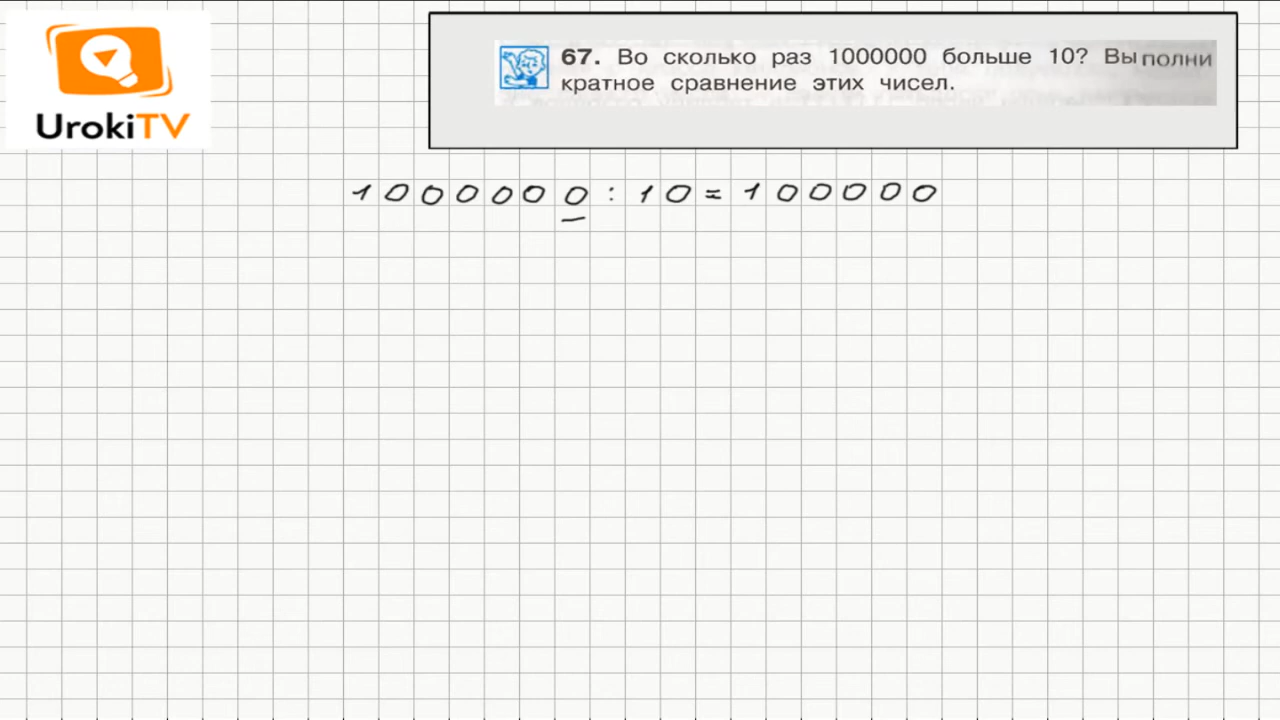 UrokiTV
67. Во сколько раз 1000000 больше 10? Выполни
кратное сравнение этих чисел.
1000000 : 10 = 100000